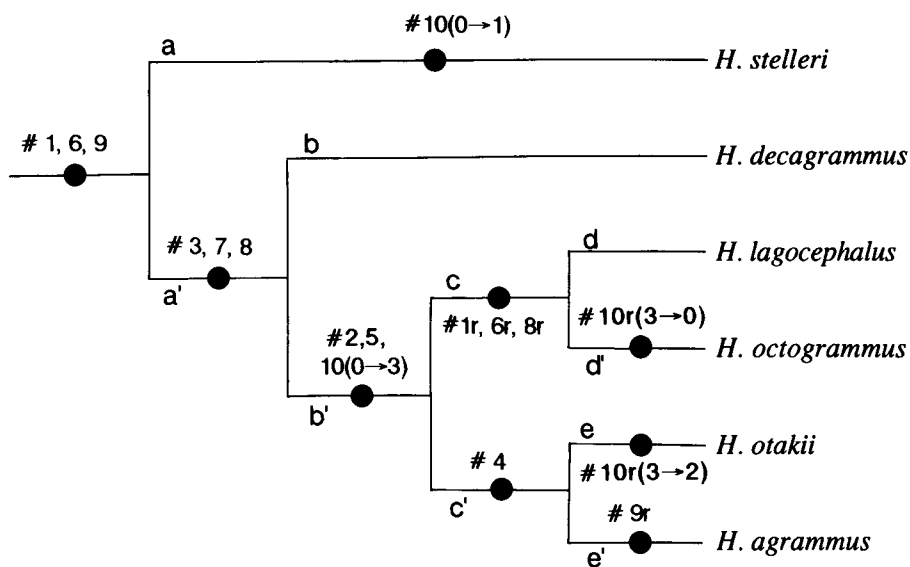 #10(0→1)
a
H. stelleri
# 1, 6, 9
b
H. decagrammus
# 3, 7, 8
a'
d
H. lagocephalus
c
#1r, 6r, 8r
#10r(3→0)
d'
H. octogrammus
#2,5,
10(0→3)
b'
e
H. otakii
#10r(3→2)
# 4
c'
# 9r
e'
H. agrammus